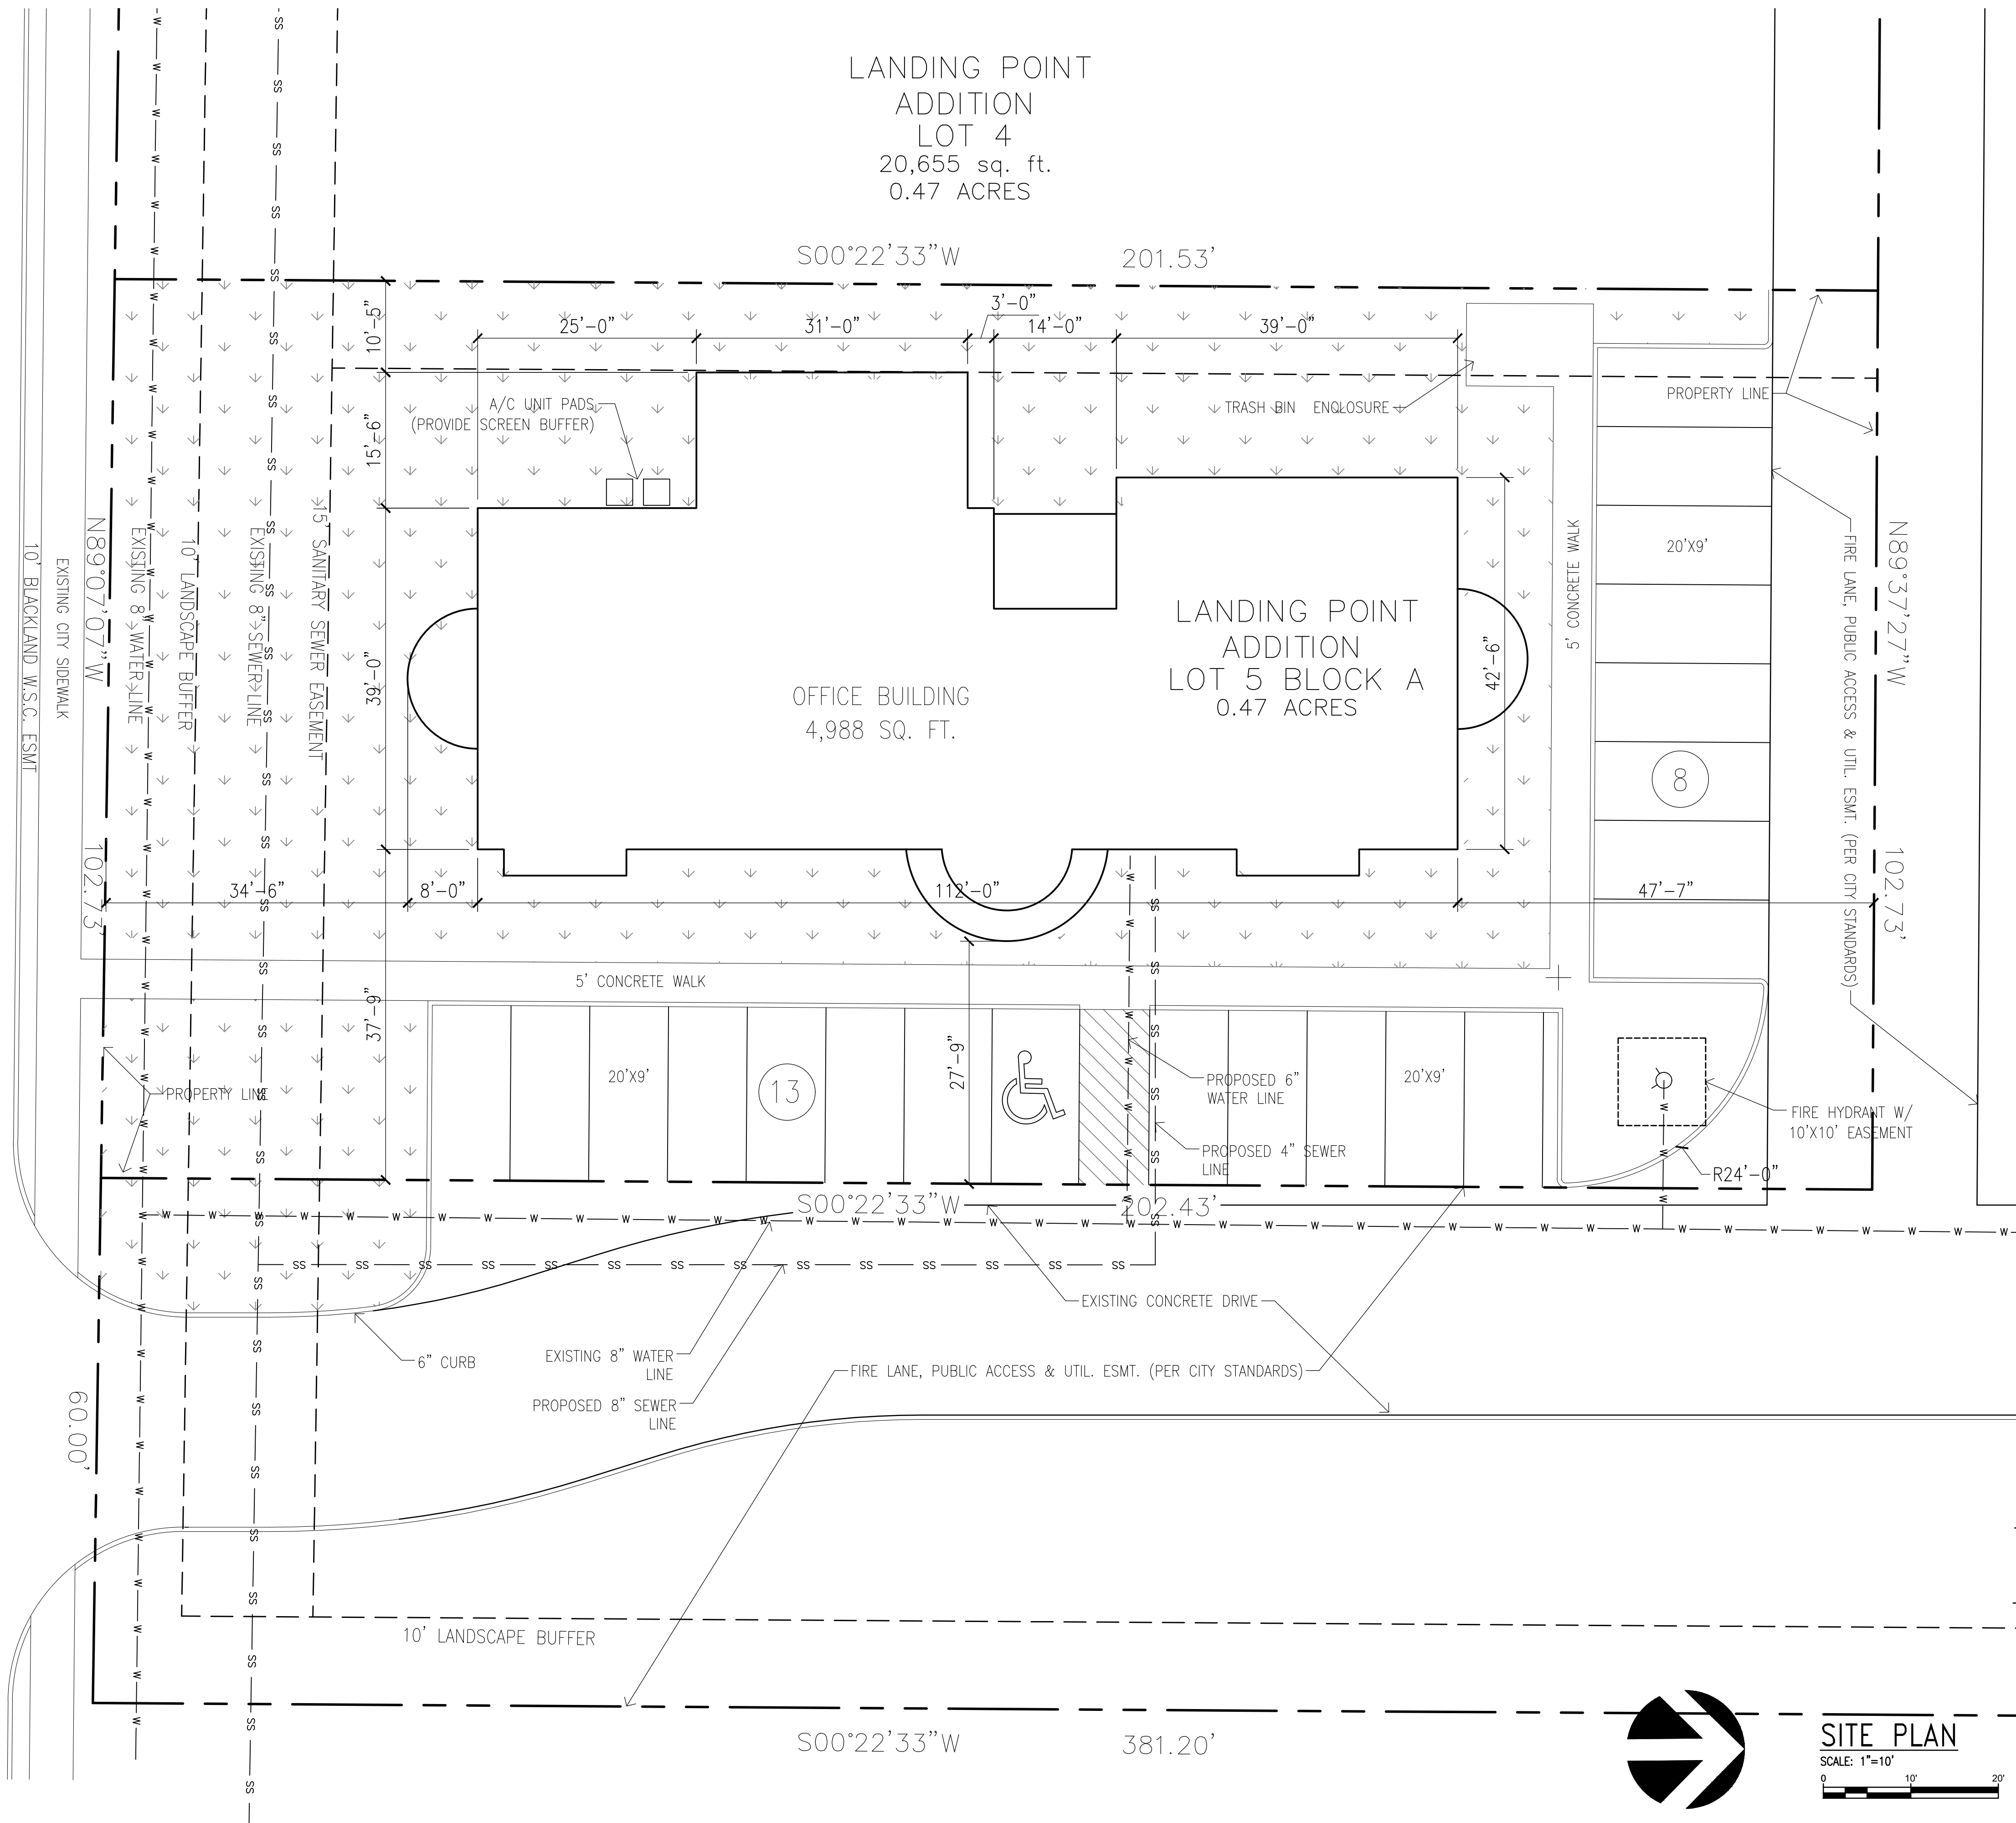 LANDING POINT
ADDITION
LOT 4
20,655 sq. ft.
0.47 ACRES
S00°22'33"W
201.53'
3'-0"
25'-0"
31'-0"
14'-0"
39'-0"
10'-5"
15'-6"
39'-0"
37'-9"
A/C UNIT PADS
(PROVIDE SCREEN BUFFER)
TRASH BIN ENCLOSURE
PROPERTY LINE
10' BLACKLAND W.S.C. ESMT
EXISTING CITY SIDEWALK
N89°07'07"W
102.73'
EXISTING 8" WATER LINE
10' LANDSCAPE BUFFER
EXISTING 8" SEWER LINE
15' SANITARY SEWER EASEMENT
OFFICE BUILDING
4,988 SQ. FT.
LANDING POINT
ADDITION
LOT 5 BLOCK A
0.47 ACRES
42'-6"
5' CONCRETE WALK
20'X9'
8
FIRE LANE, PUBLIC ACCESS & UTIL. ESMT. (PER CITY STANDARDS)
N89°37'27"W
102.73'
34'-6"
8'-0"
112'-0"
47'-7"
5' CONCRETE WALK
27'-9"
20'X9'
13
20'X9'
PROPERTY LINE
PROPOSED 6"
WATER LINE
PROPOSED 4" SEWER
LINE
FIRE HYDRANT W/
10'X10' EASEMENT
R24'-0"
S00°22'33"W
202.43'
EXISTING CONCRETE DRIVE
6" CURB
EXISTING 8" WATER
LINE
PROPOSED 8" SEWER
LINE
FIRE LANE, PUBLIC ACCESS & UTIL. ESMT. (PER CITY STANDARDS)
60.00'
10' LANDSCAPE BUFFER
S00°22'33"W
381.20'
SITE PLAN
SCALE: 1"=10'
0
10'
20'